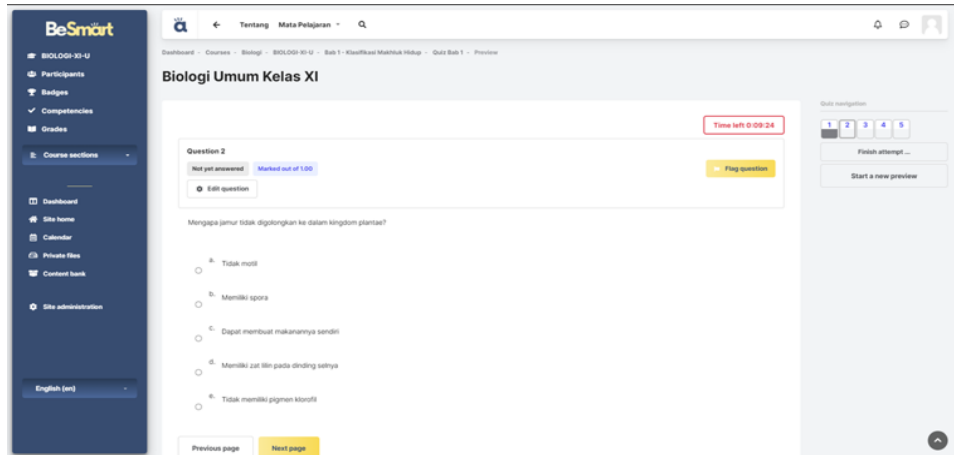 BeSmart
BIOLOGI-XI-U
Participants
Badges
Competencies
Grades
Course sections
Dashboard
Site home
Calendar
Private files
Content bank
Site administration
English (en)
a
Tentang Mata Pelajaran
Dashboard - Courses - Biologi - BIOLOGI-XI-U - Bab 1 - Klasifikasi Makhluk Hidup - Quiz Bab 1 - Preview
Biologi Umum Kelas XI
Time left 0:09:24
Question 2
Not yet answered Marked out of 1.00
Flag question
Edit question
Mengapa jamur tidak digolongkan ke dalam kingdom plantae?
a. Tidak motil
b. Memiliki spora
c. Dapat membuat makanannya sendiri
d. Memiliki zat lilin pada dinding selnya
e. Tidak memiliki pigmen klorofil
Previous page Next page
Quiz navigation
1 2 3 4 5
Finish attempt ...
Start a new preview